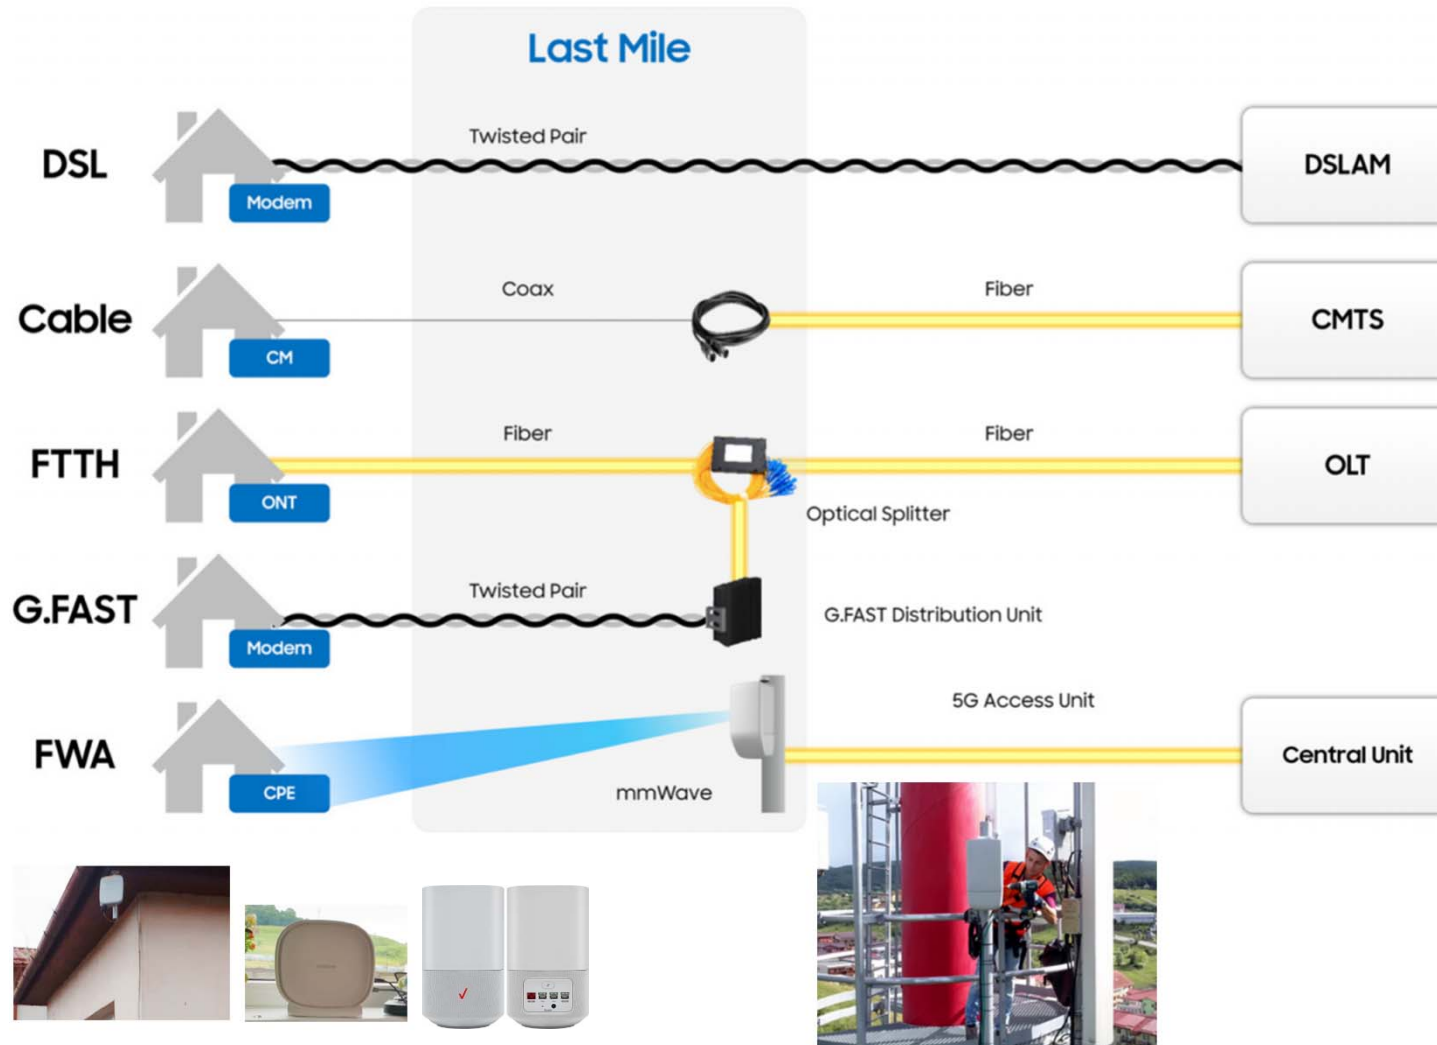 Last Mile
DSL
Modem
Twisted Pair
DSLAM
Cable
CM
Coax
Fiber
CMTS
FTTH
ONT
Fiber
Fiber
OLT
Optical Splitter
G.FAST
Modem
Twisted Pair
G.FAST Distribution Unit
FWA
CPE
mmWave
5G Access Unit
Central Unit